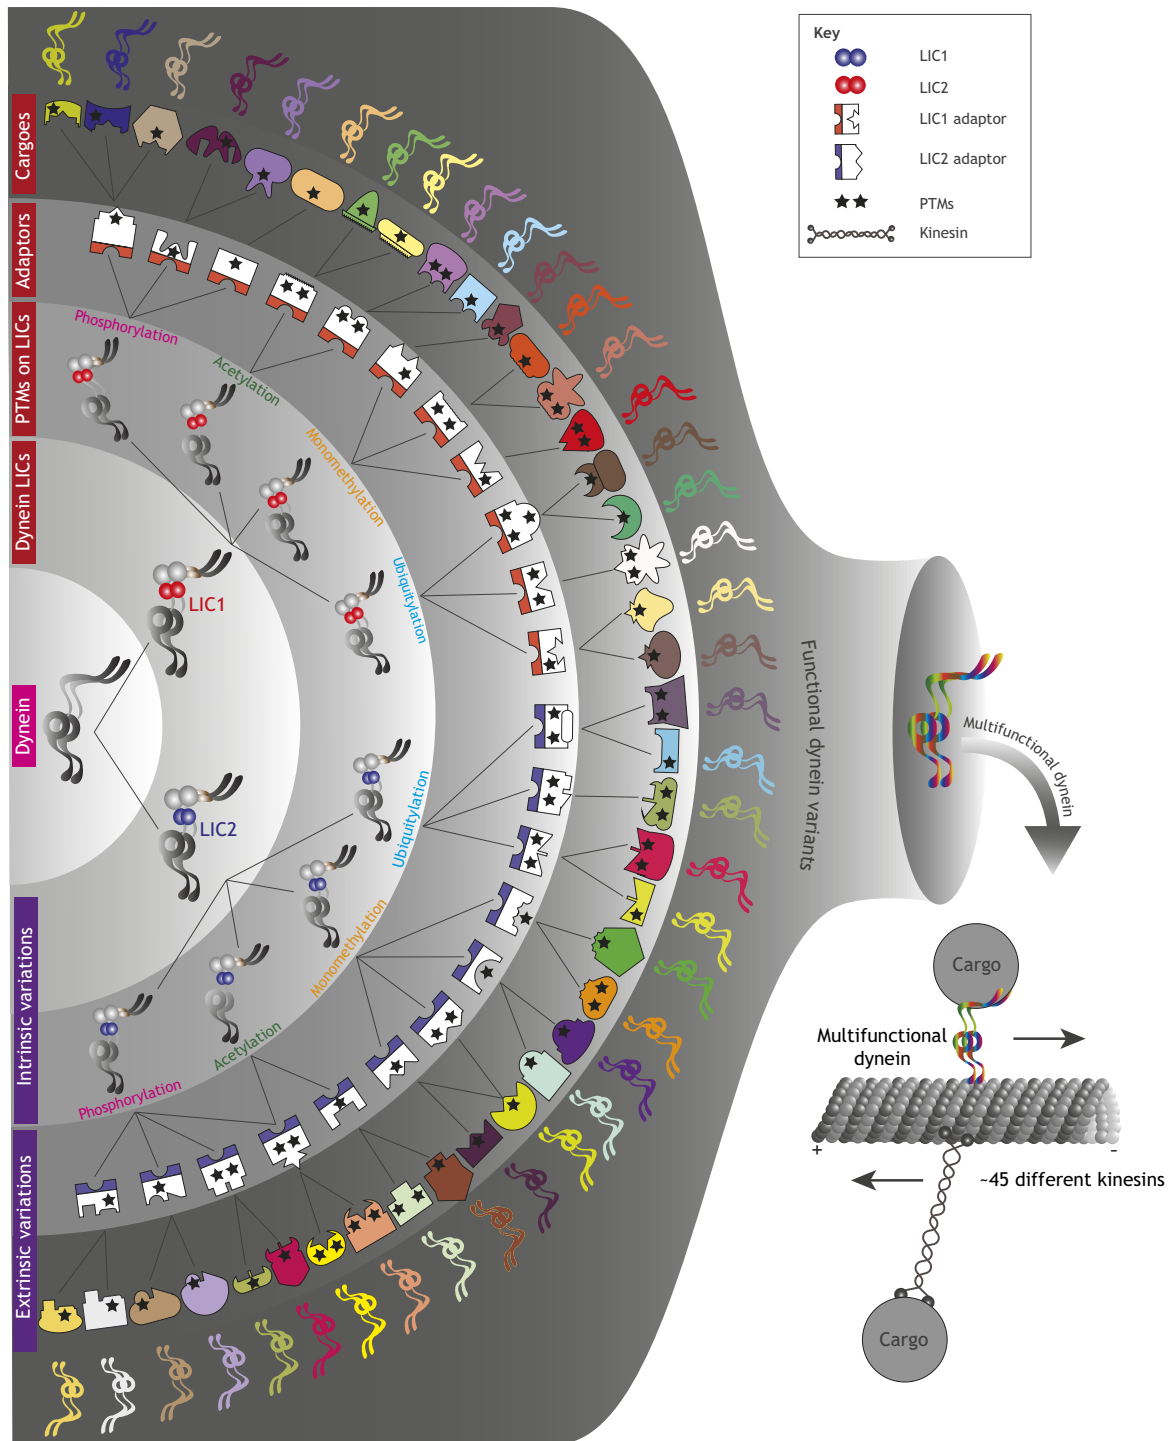 Key
LIC1
LIC2
LIC1 adaptor
LIC2 adaptor
PTMs
Kinesin
Cargoes
Adaptors
PTMs on LICs
Dynein LICs
Dynein
Intrinsic variations
Extrinsic variations
Phosphorylation
Acetylation
Monomethylation
Ubiquitylation
LIC1
LIC2
Ubiquitylation
Monomethylation
Acetylation
Phosphorylation
Functional dynein variants
Multifunctional dynein
Cargo
Multifunctional
dynein
+
-
~45 different kinesins
Cargo